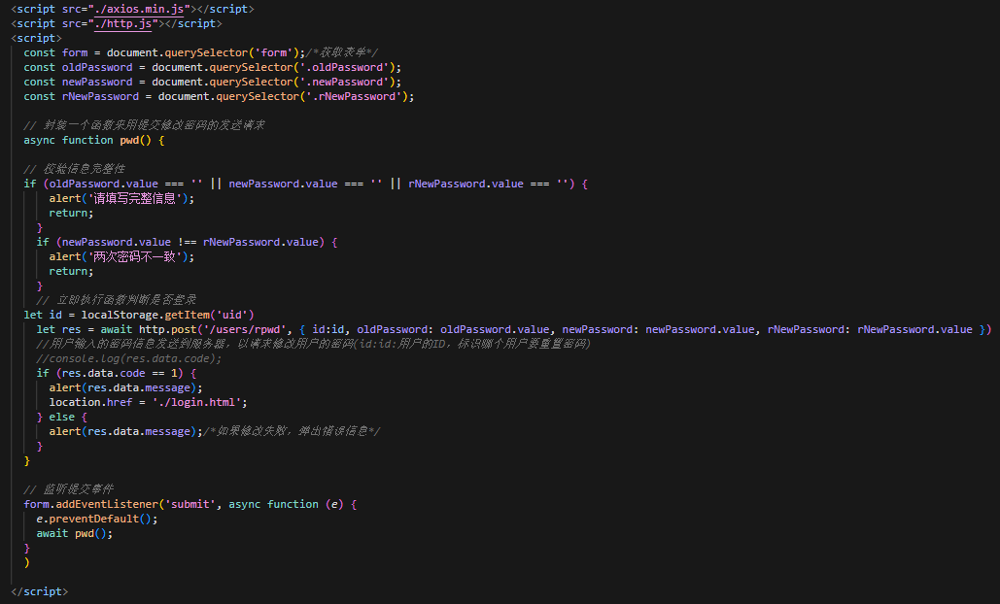 <script src="./axios.min.js"></script>
<script src="./http.js"></script>
<script>
const form = document.querySelector('form');/*获取表单*/
const oldPassword = document.querySelector('.oldPassword');
const newPassword = document.querySelector('.newPassword');
const rNewPassword = document.querySelector('.rNewPassword');
// 封装一个函数来用提交修改密码的发送请求
async function pwd() {
// 校验信息完整性
if (oldPassword.value === '' || newPassword.value === '' || rNewPassword.value === '') {
alert('请填写完整信息');
return;
}
if (newPassword.value !== rNewPassword.value) {
alert('两次密码不一致');
return;
}
// 立即执行函数判断是否登录
let id = localStorage.getItem('uid')
let res = await http.post('/users/rpwd', { id:id, oldPassword: oldPassword.value, newPassword: newPassword.value, rNewPassword: rNewPassword.value })
//用户输入的密码信息发送到服务器，以请求修改用户的密码(id:id:用户的ID，标识哪个用户要重置密码)
//console.log(res.data.code);
if (res.data.code == 1) {
alert(res.data.message);
location.href = './login.html';
} else {
alert(res.data.message);/*如果修改失败，弹出错误信息*/
}
}
// 监听提交事件
form.addEventListener('submit', async function (e) {
e.preventDefault();
await pwd();
}
)
</script>